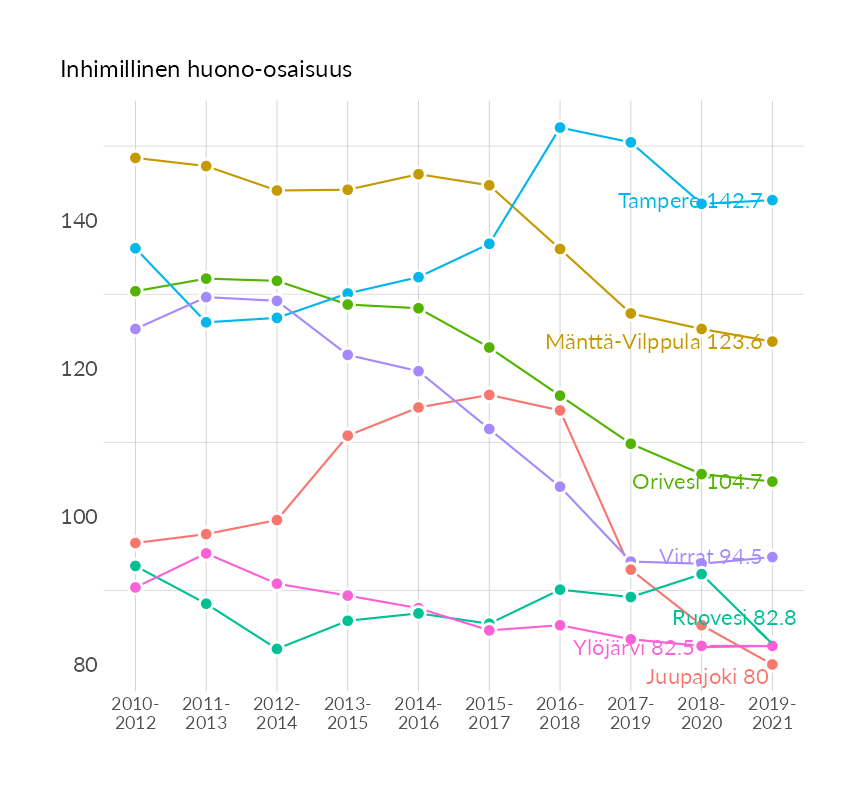 Inhimillinen huono-osaisuus
140
120
100
80
Tampere 142.7
Mänttä-Vilppula 123.6
Orivesi 104.7
Virrat 94.5
Ruovesi 82.8
Ylöjärvi 82.5
Juupajoki 80
2010- 2011- 2012- 2013- 2014- 2015- 2016- 2017- 2018- 2019-
2012 2013 2014 2015 2016 2017 2018 2019 2020 2021